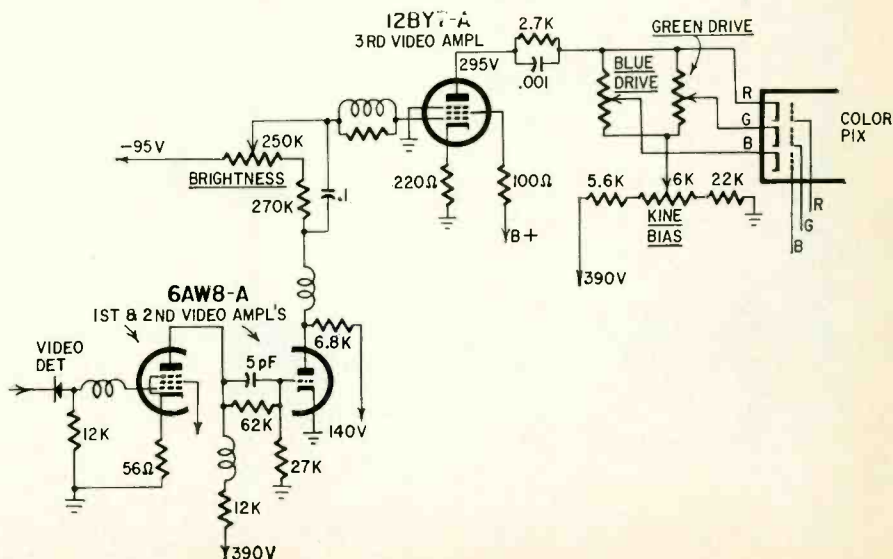 12BY7-A
3RD VIDEO AMPL
2.7K
.001
295V
GREEN DRIVE
BLUE
DRIVE
R
G
B
COLOR
PIX
-95V
250K
BRIGHTNESS
270K
.1
220Ω
100Ω
B+
5.6K
6K
22K
KINE
BIAS
390V
R
G
B
6AW8-A
1ST & 2ND VIDEO AMPL'S
VIDEO
DET
5pF
6.8K
62K
140V
12K
56Ω
27K
12K
390V